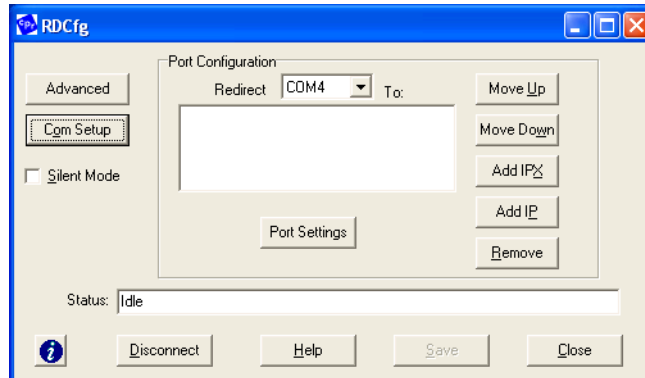 RDCfg
Port Configuration
Advanced
Redirect COM4 To:
Move Up
Com Setup
Move Down
Silent Mode
Add IPX
Add IP
Port Settings
Remove
Status: Idle
Disconnect Help Save Close